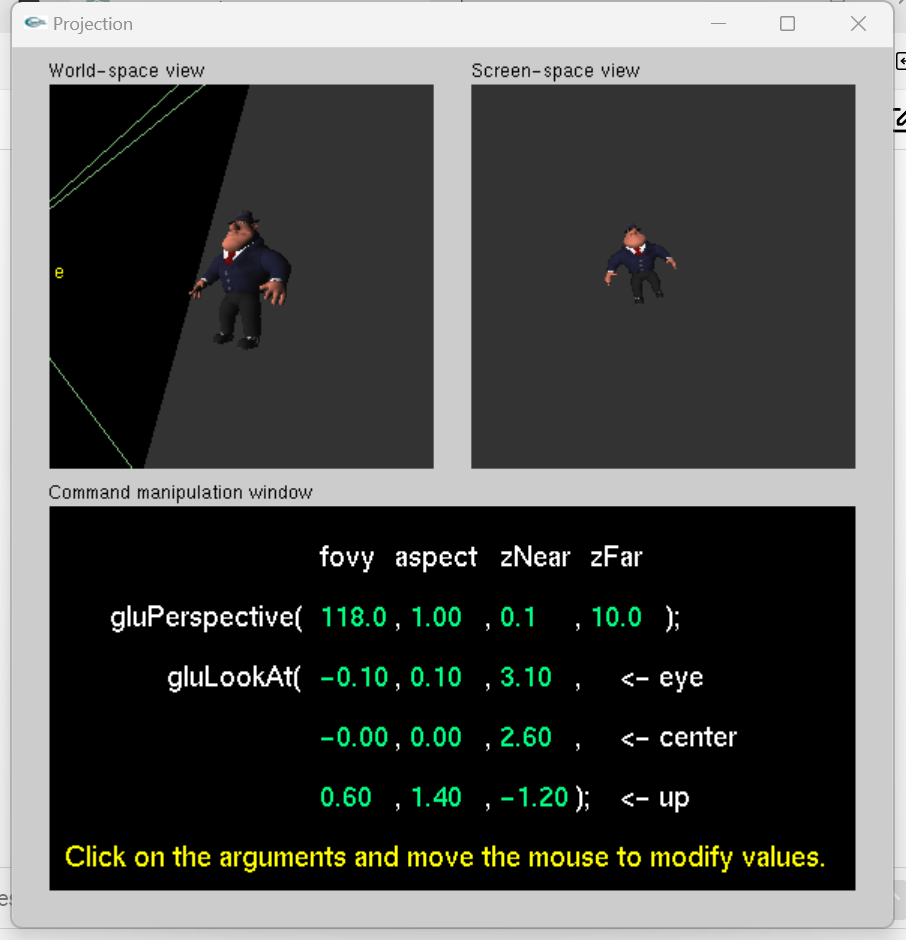 Projection
World-space view
Screen-space view
e
Command manipulation window
fovy aspect zNear zFar
gluPerspective( 118.0 , 1.00 , 0.1 , 10.0 );
gluLookAt( -0.10 , 0.10 , 3.10 , <- eye
-0.00 , 0.00 , 2.60 , <- center
0.60 , 1.40 , -1.20 ); <- up
Click on the arguments and move the mouse to modify values.